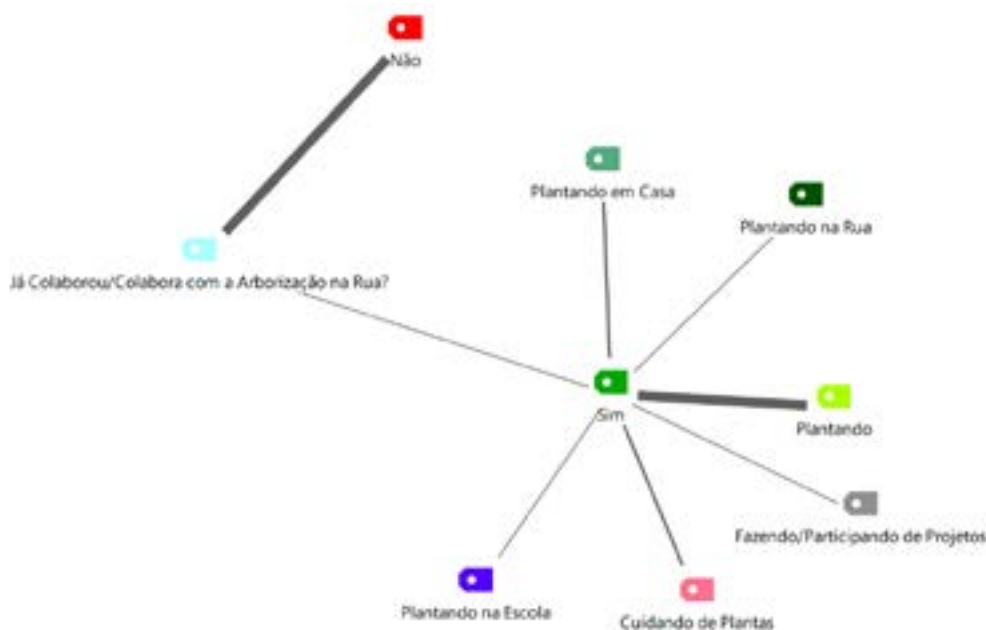 Não
Plantando em Casa
Plantando na Rua
Já Colaborou/Colabora com a Arborização na Rua?
Sim
Plantando
Fazendo/Participando de Projetos
Plantando na Escola
Cuidando de Plantas